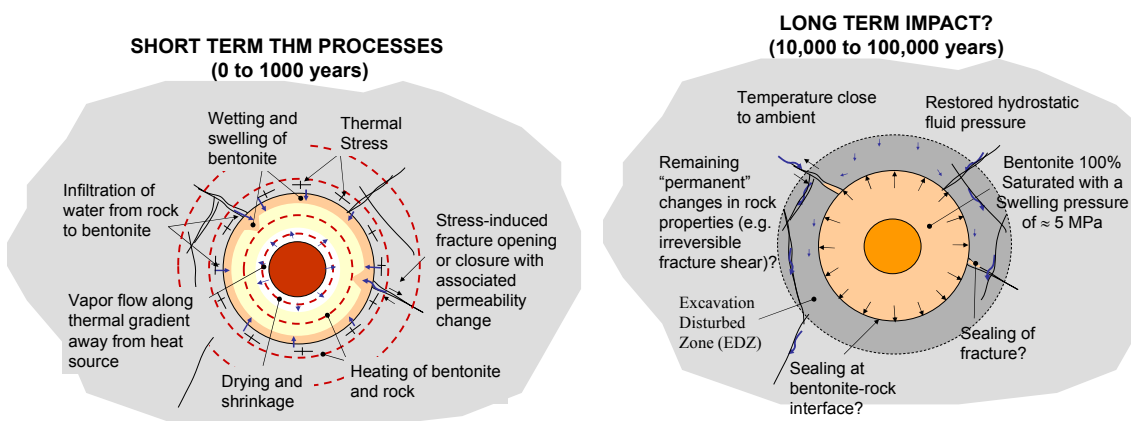 SHORT TERM THM PROCESSES
(0 to 1000 years)
Wetting and
swelling of
bentonite
Thermal
Stress
Infiltration of
water from rock
to bentonite
Stress-induced
fracture opening
or closure with
associated
permeability
change
Vapor flow along
thermal gradient
away from heat
source
Drying and
shrinkage
Heating of bentonite
and rock
LONG TERM IMPACT?
(10,000 to 100,000 years)
Temperature close
to ambient
Restored hydrostatic
fluid pressure
Remaining
“permanent”
changes in rock
properties (e.g.
irreversible
fracture shear)?
Bentonite 100%
Saturated with a
Swelling pressure
of ≈ 5 MPa
Excavation
Disturbed
Zone (EDZ)
Sealing of
fracture?
Sealing at
bentonite-rock
interface?